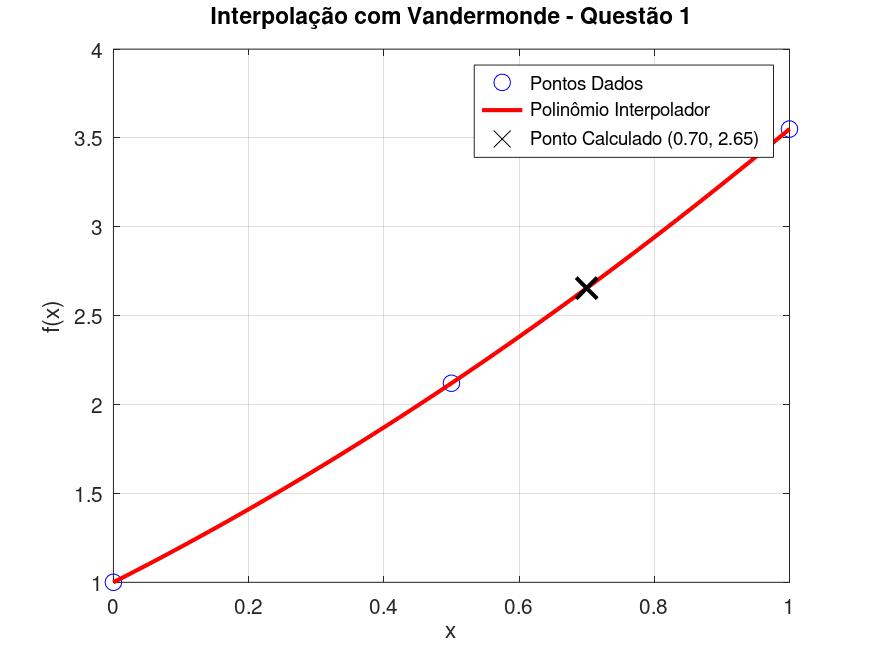 Interpolação com Vandermonde - Questão 1
4
3.5
3
2.5
2
1.5
1
f(x)
Pontos Dados
Polinômio Interpolador
Ponto Calculado (0.70, 2.65)
0 0.2 0.4 0.6 0.8 1
x